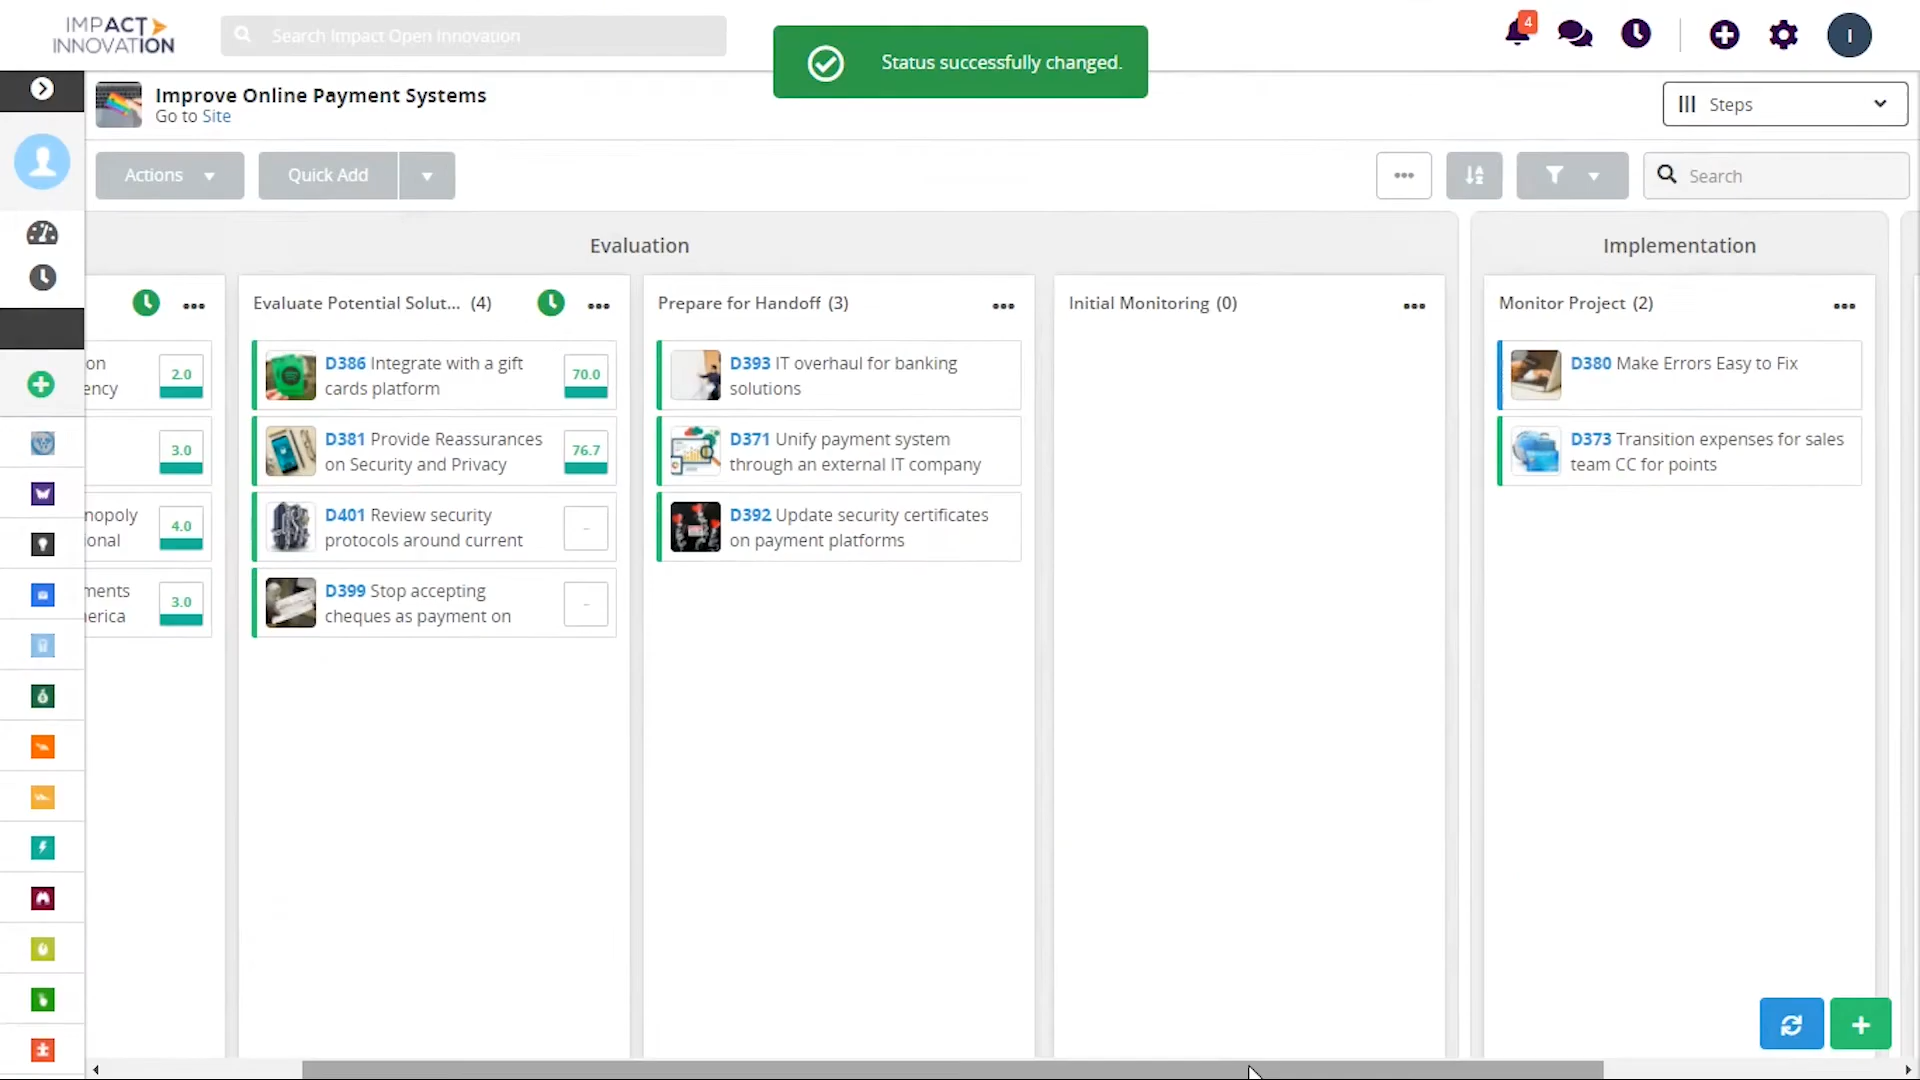 IMPACT
INNOVATION
Search Impact Open Innovation
Status successfully changed.
4
I
Improve Online Payment Systems
Go to Site
Steps
Actions
Quick Add
Search
Evaluation
Implementation
Evaluate Potential Solut... (4)
Prepare for Handoff (3)
Initial Monitoring (0)
Monitor Project (2)
on
ency
2.0
3.0
nopoly
onal
4.0
ments
nerica
3.0
D386 Integrate with a gift
cards platform
70.0
D381 Provide Reassurances
on Security and Privacy
76.7
D401 Review security
protocols around current
-
D399 Stop accepting
cheques as payment on
-
D393 IT overhaul for banking
solutions
D371 Unify payment system
through an external IT company
D392 Update security certificates
on payment platforms
D380 Make Errors Easy to Fix
D373 Transition expenses for sales
team CC for points